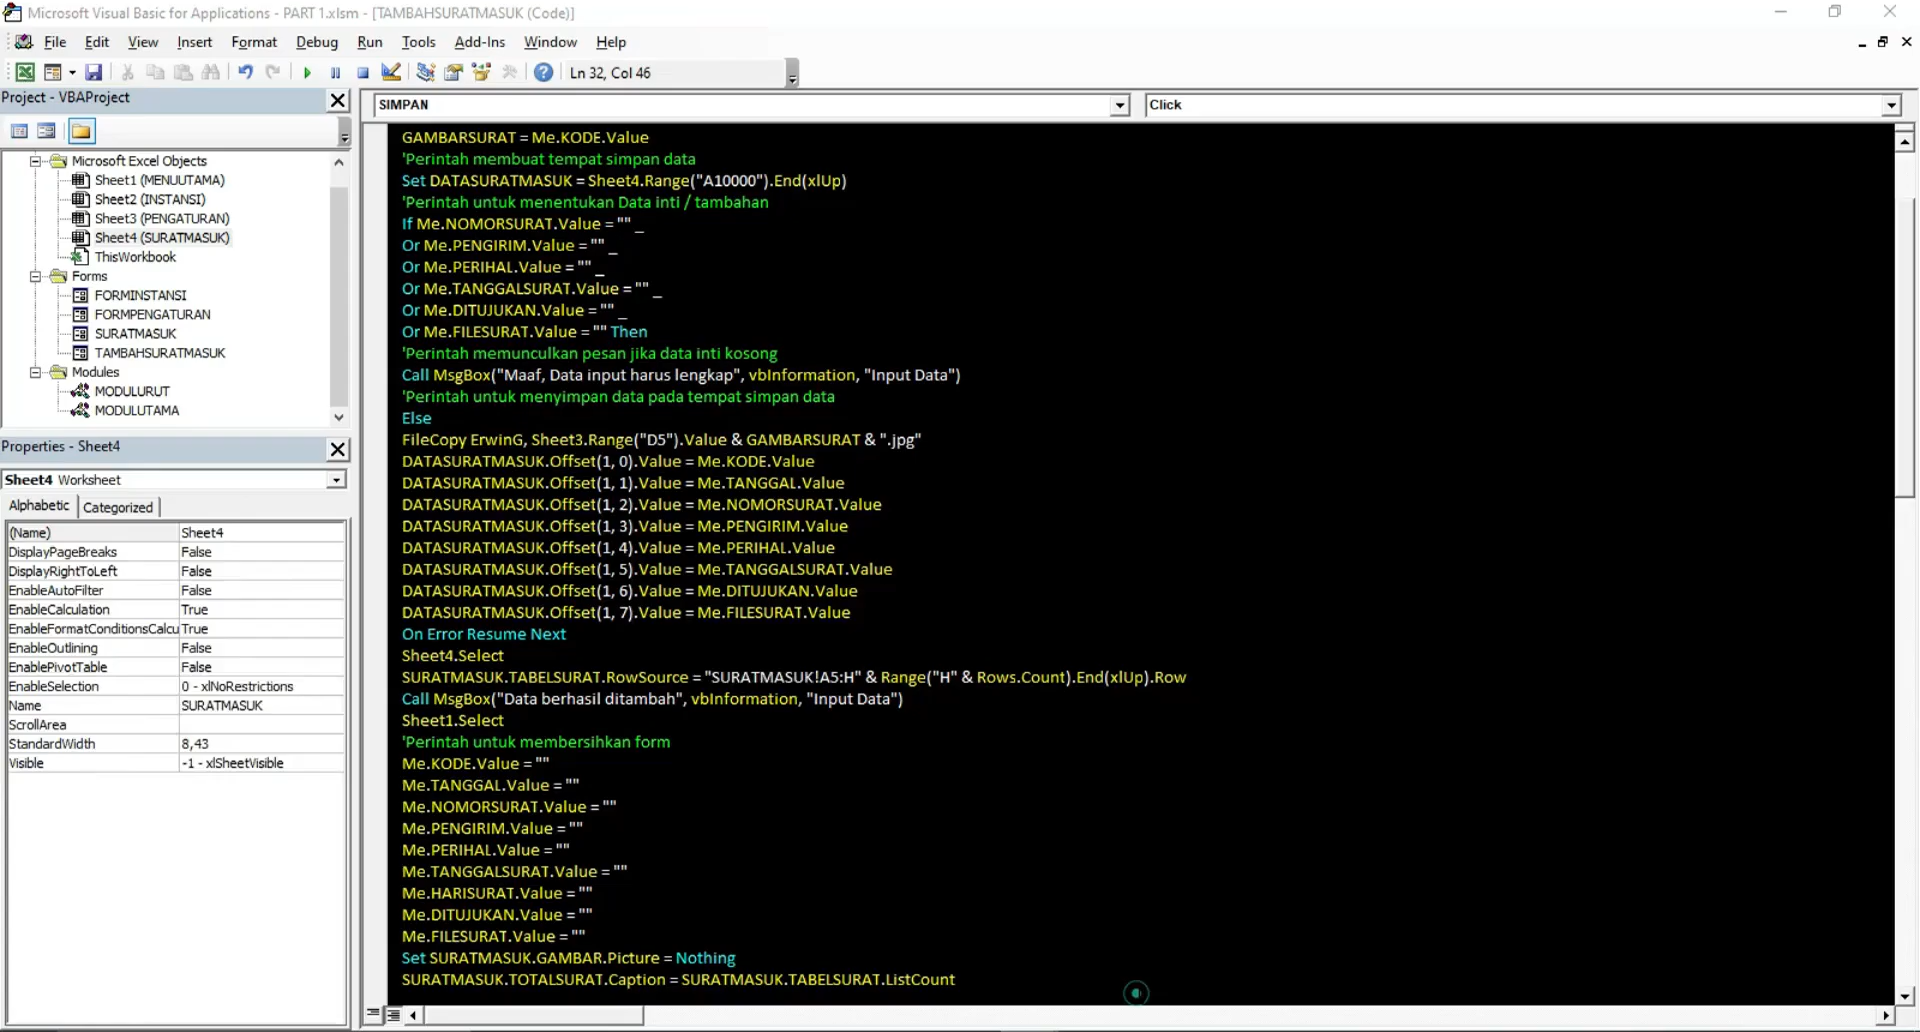 Microsoft Visual Basic for Applications - PART 1.xlsm - [TAMBAHSURATMASUK (Code)]
File Edit View Insert Format Debug Run Tools Add-Ins Window Help
Ln 32, Col 46
Project - VBAProject
Microsoft Excel Objects
Sheet1 (MENUUTAMA)
Sheet2 (INSTANSI)
Sheet3 (PENGATURAN)
Sheet4 (SURATMASUK)
ThisWorkbook
Forms
FORMINSTANSI
FORMPENGATURAN
SURATMASUK
TAMBAHSURATMASUK
Modules
MODULURUT
MODULUTAMA
Properties - Sheet4
Sheet4 Worksheet
Alphabetic Categorized
(Name) Sheet4
DisplayPageBreaks False
DisplayRightToLeft False
EnableAutoFilter False
EnableCalculation True
EnableFormatConditionsCalcu True
EnableOutlining False
EnablePivotTable False
EnableSelection 0 - xlNoRestrictions
Name SURATMASUK
ScrollArea
StandardWidth 8,43
Visible -1 - xlSheetVisible
SIMPAN Click
GAMBARSURAT = Me.KODE.Value
'Perintah membuat tempat simpan data
Set DATASURATMASUK = Sheet4.Range("A10000").End(xlUp)
'Perintah untuk menentukan Data inti / tambahan
If Me.NOMORSURAT.Value = "" _
Or Me.PENGIRIM.Value = "" _
Or Me.PERIHAL.Value = "" _
Or Me.TANGGALSURAT.Value = "" _
Or Me.DITUJUKAN.Value = "" _
Or Me.FILESURAT.Value = "" Then
'Perintah memunculkan pesan jika data inti kosong
Call MsgBox("Maaf, Data input harus lengkap", vbInformation, "Input Data")
'Perintah untuk menyimpan data pada tempat simpan data
Else
FileCopy ErwinG, Sheet3.Range("D5").Value & GAMBARSURAT & ".jpg"
DATASURATMASUK.Offset(1, 0).Value = Me.KODE.Value
DATASURATMASUK.Offset(1, 1).Value = Me.TANGGAL.Value
DATASURATMASUK.Offset(1, 2).Value = Me.NOMORSURAT.Value
DATASURATMASUK.Offset(1, 3).Value = Me.PENGIRIM.Value
DATASURATMASUK.Offset(1, 4).Value = Me.PERIHAL.Value
DATASURATMASUK.Offset(1, 5).Value = Me.TANGGALSURAT.Value
DATASURATMASUK.Offset(1, 6).Value = Me.DITUJUKAN.Value
DATASURATMASUK.Offset(1, 7).Value = Me.FILESURAT.Value
On Error Resume Next
Sheet4.Select
SURATMASUK.TABELSURAT.RowSource = "SURATMASUK!A5:H" & Range("H" & Rows.Count).End(xlUp).Row
Call MsgBox("Data berhasil ditambah", vbInformation, "Input Data")
Sheet1.Select
'Perintah untuk membersihkan form
Me.KODE.Value = ""
Me.TANGGAL.Value = ""
Me.NOMORSURAT.Value = ""
Me.PENGIRIM.Value = ""
Me.PERIHAL.Value = ""
Me.TANGGALSURAT.Value = ""
Me.HARISURAT.Value = ""
Me.DITUJUKAN.Value = ""
Me.FILESURAT.Value = ""
Set SURATMASUK.GAMBAR.Picture = Nothing
SURATMASUK.TOTALSURAT.Caption = SURATMASUK.TABELSURAT.ListCount